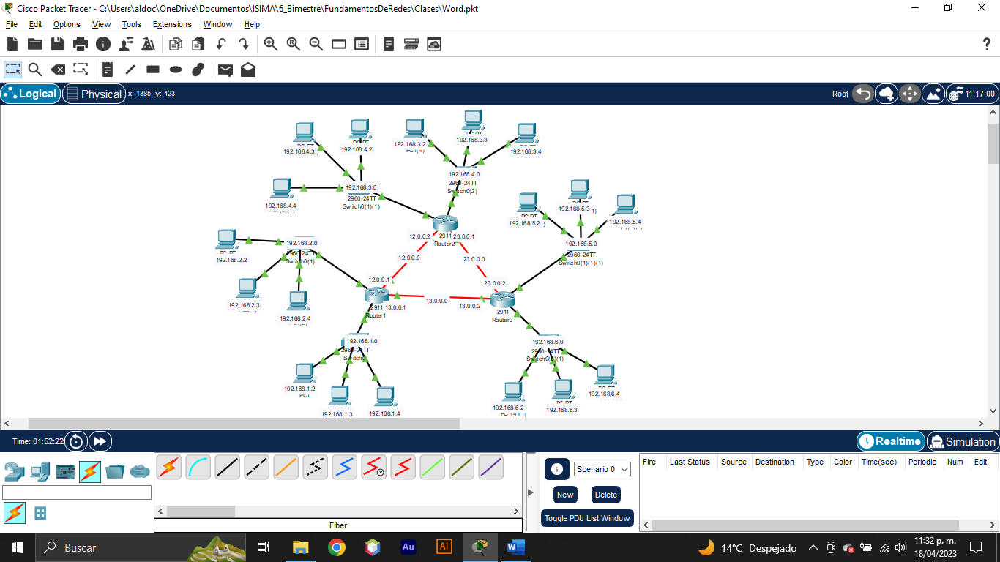 Cisco Packet Tracer - C:\Users\aldoc\OneDrive\Documentos\ISIMA\6_Bimestre\FundamentosDeRedes\Clases\Word.pkt
File Edit Options View Tools Extensions Window Help
?
Logical Physical x: 1385, y: 423 Root 11:17:00
192.168.4.3
192.168.4.2
192.168.3.2
192.168.3.3
192.168.3.4
192.168.3.0
2960-24TT
Switch0(1)(1)
192.168.4.4
192.168.4.0
2960-24TT
Switch0(2)
192.168.5.2
192.168.5.3
192.168.5.4
192.168.5.0
2960-24TT
Switch0(1)(1)(1)
12.0.0.2 2911 23.0.0.1
Router2
12.0.0.0
23.0.0.0
PC-PT
192.168.2.2
192.168.2.0
2960-24TT
Switch0(1)
192.168.2.3
192.168.2.4
12.0.0.1
23.0.0.2
2911 13.0.0.1
Router1
13.0.0.0
13.0.0.2
2911
Router3
192.168.1.0
2960-24TT
Switch0
192.168.1.2
192.168.1.3
192.168.1.4
192.168.6.0
2960-24TT
Switch0(2)(1)
192.168.6.2
PC-PT
192.168.6.3
192.168.6.4
Time: 01:52:22 Realtime Simulation
Scenario 0
New Delete
Toggle PDU List Window
Fire Last Status Source Destination Type Color Time(sec) Periodic Num Edit
Fiber
Buscar
Au Ai
14°C Despejado
11:32 p. m.
18/04/2023